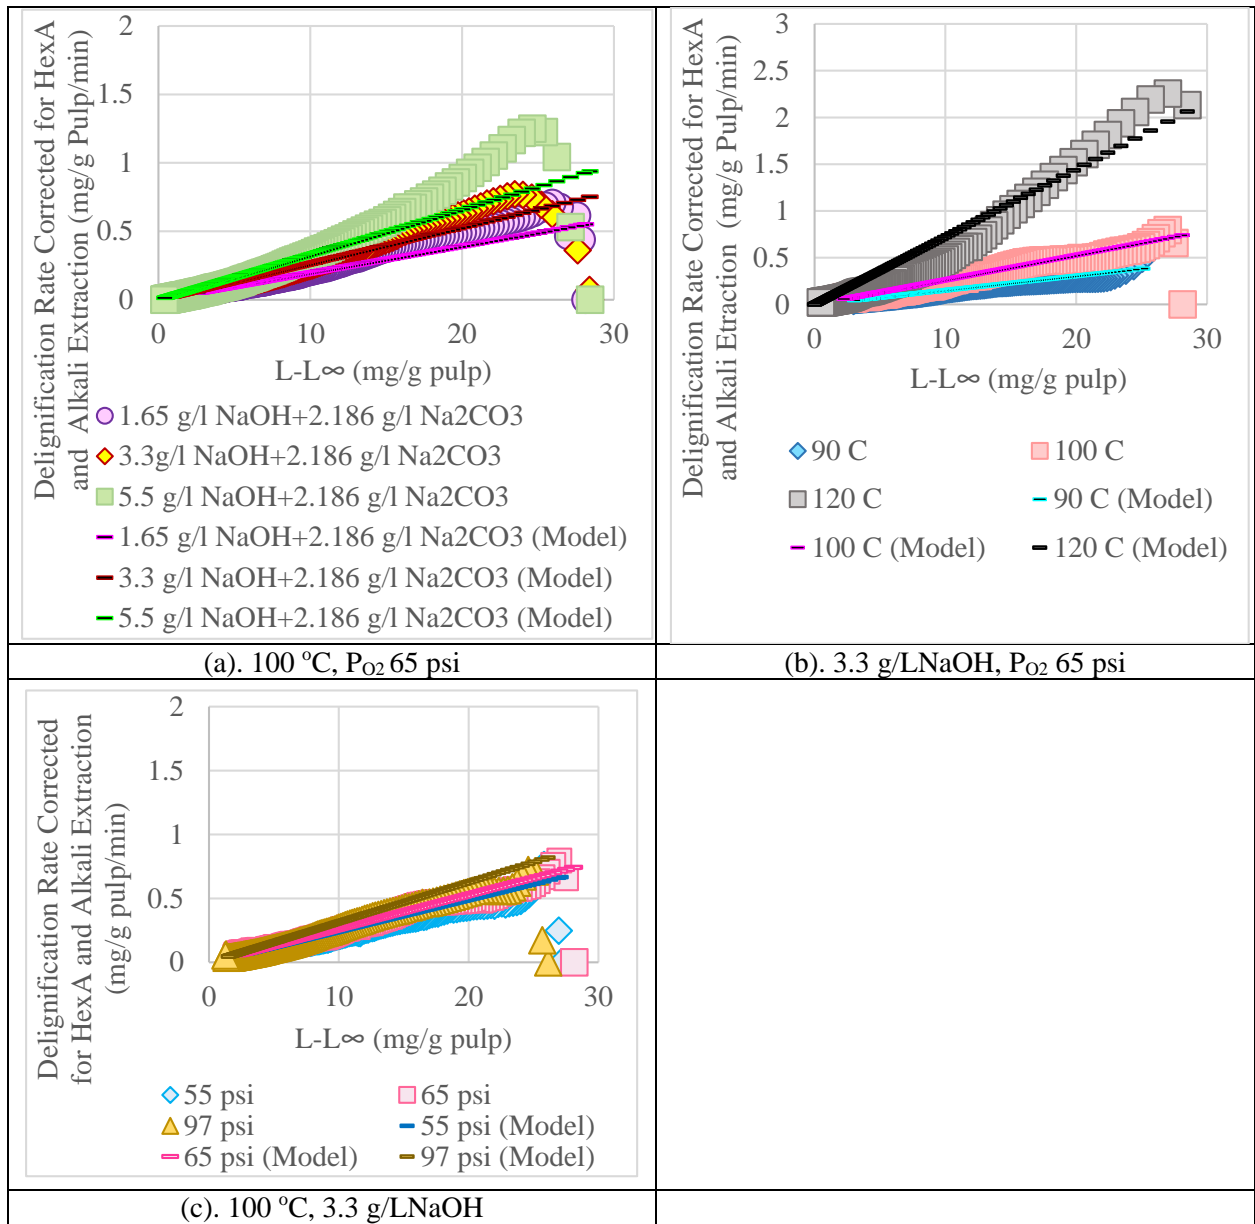 Delignification Rate Corrected for HexA
and  Alkali Extraction (mg/g Pulp/min)
2
1.5
1
0.5
0
0
10
20
30
L-L∞ (mg/g pulp)
1.65 g/l NaOH+2.186 g/l Na2CO3
3.3g/l NaOH+2.186 g/l Na2CO3
5.5 g/l NaOH+2.186 g/l Na2CO3
1.65 g/l NaOH+2.186 g/l Na2CO3 (Model)
3.3 g/l NaOH+2.186 g/l Na2CO3 (Model)
5.5 g/l NaOH+2.186 g/l Na2CO3 (Model)
(a). 100 °C, PO2 65 psi
Delignification Rate Corrected for HexA
and Alkali Etraction  (mg/g Pulp/min)
3
2.5
2
1.5
1
0.5
0
0
10
20
30
L-L∞ (mg/g pulp)
90 C
100 C
120 C
90 C (Model)
100 C (Model)
120 C (Model)
(b). 3.3 g/LNaOH, PO2 65 psi
Delignification Rate Corrected
for HexA and Alkali Extraction
(mg/g pulp/min)
2
1.5
1
0.5
0
0
10
20
30
L-L∞ (mg/g pulp)
55 psi
65 psi
97 psi
55 psi (Model)
65 psi (Model)
97 psi (Model)
(c). 100 °C, 3.3 g/LNaOH